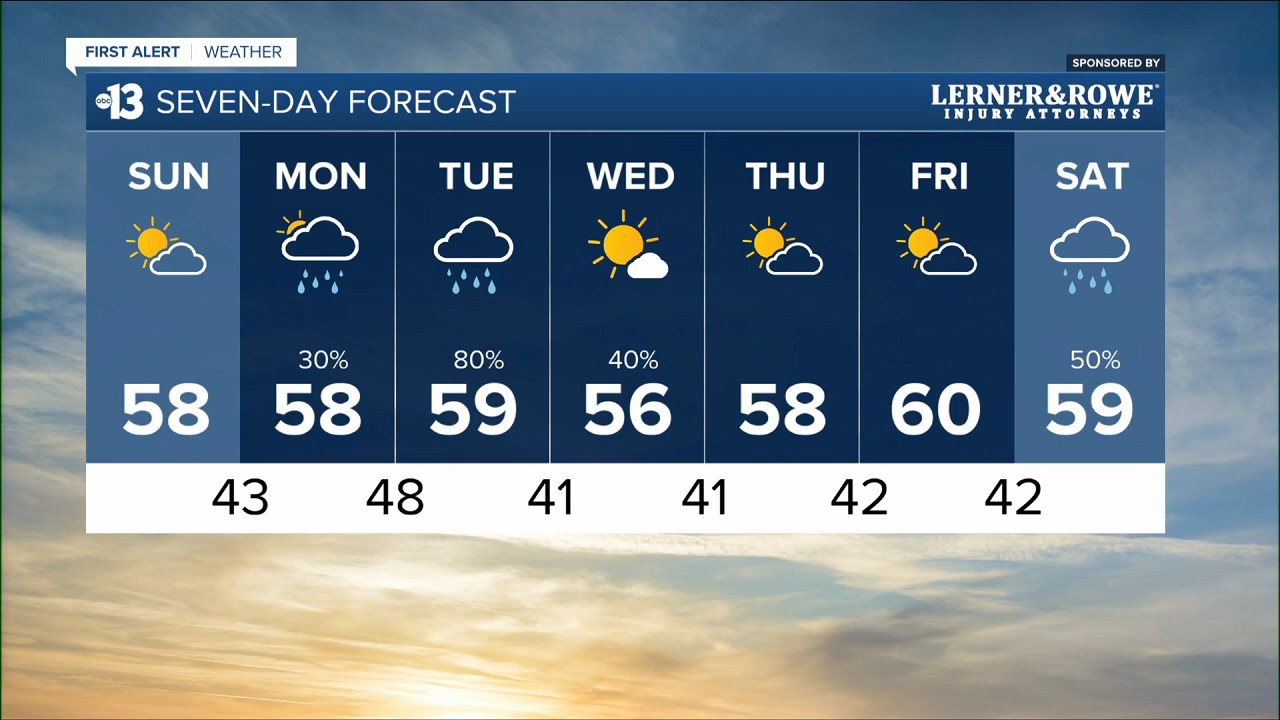 FIRST ALERT | WEATHER
SPONSORED BY
abc 13 SEVEN-DAY FORECAST
LERNER&ROWE®
INJURY ATTORNEYS
SUN MON TUE WED THU FRI SAT
30% 80% 40% 50%
58 58 59 56 58 60 59
43 48 41 41 42 42